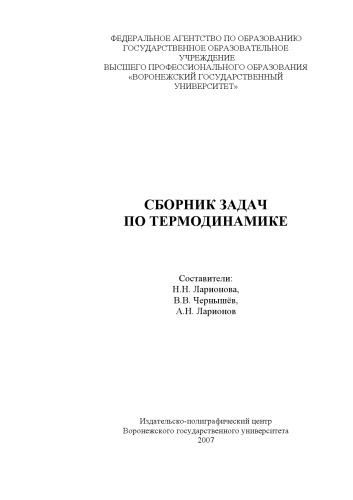 ФЕДЕРАЛЬНОЕ АГЕНТСТВО ПО ОБРАЗОВАНИЮ
ГОСУДАРСТВЕННОЕ ОБРАЗОВАТЕЛЬНОЕ
УЧРЕЖДЕНИЕ
ВЫСШЕГО ПРОФЕССИОНАЛЬНОГО ОБРАЗОВАНИЯ
«ВОРОНЕЖСКИЙ ГОСУДАРСТВЕННЫЙ
УНИВЕРСИТЕТ»
СБОРНИК ЗАДАЧ
ПО ТЕРМОДИНАМИКЕ
Составители:
Н.Н. Ларионова,
В.В. Чернышёв,
А.Н. Ларионов
Издательско-полиграфический центр
Воронежского государственного университета
2007